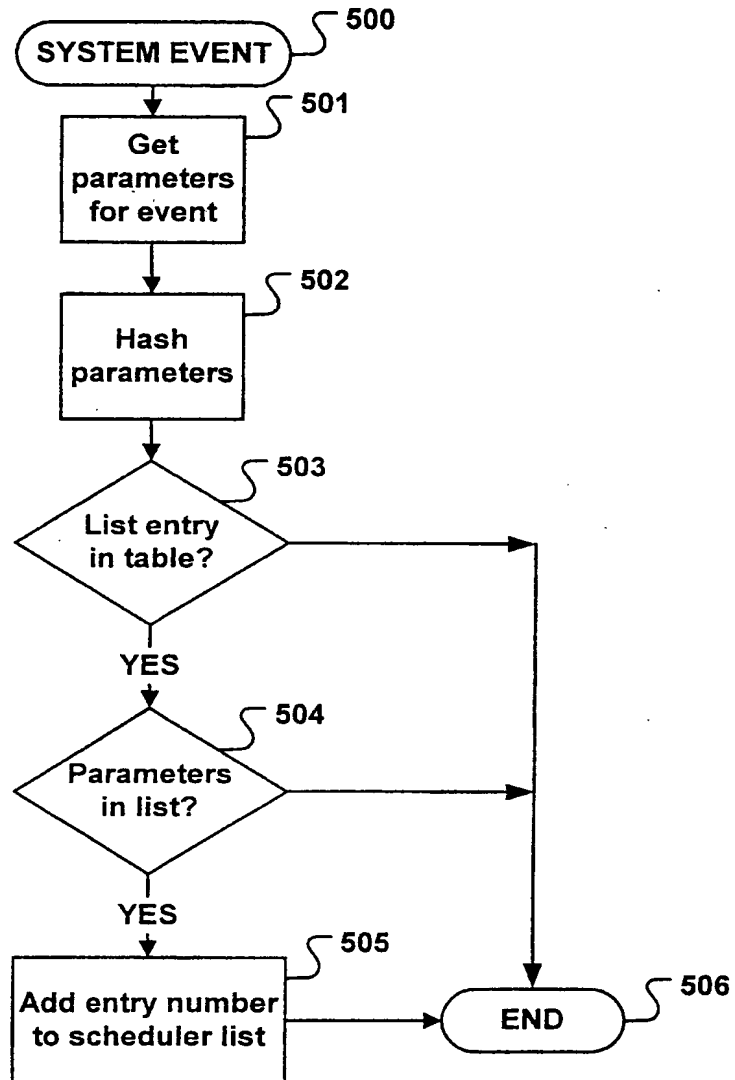 500
SYSTEM EVENT
501
Get
parameters
for event
502
Hash
parameters
503
List entry
in table?
YES
504
Parameters
in list?
YES
505
Add entry number
to scheduler list
END
506